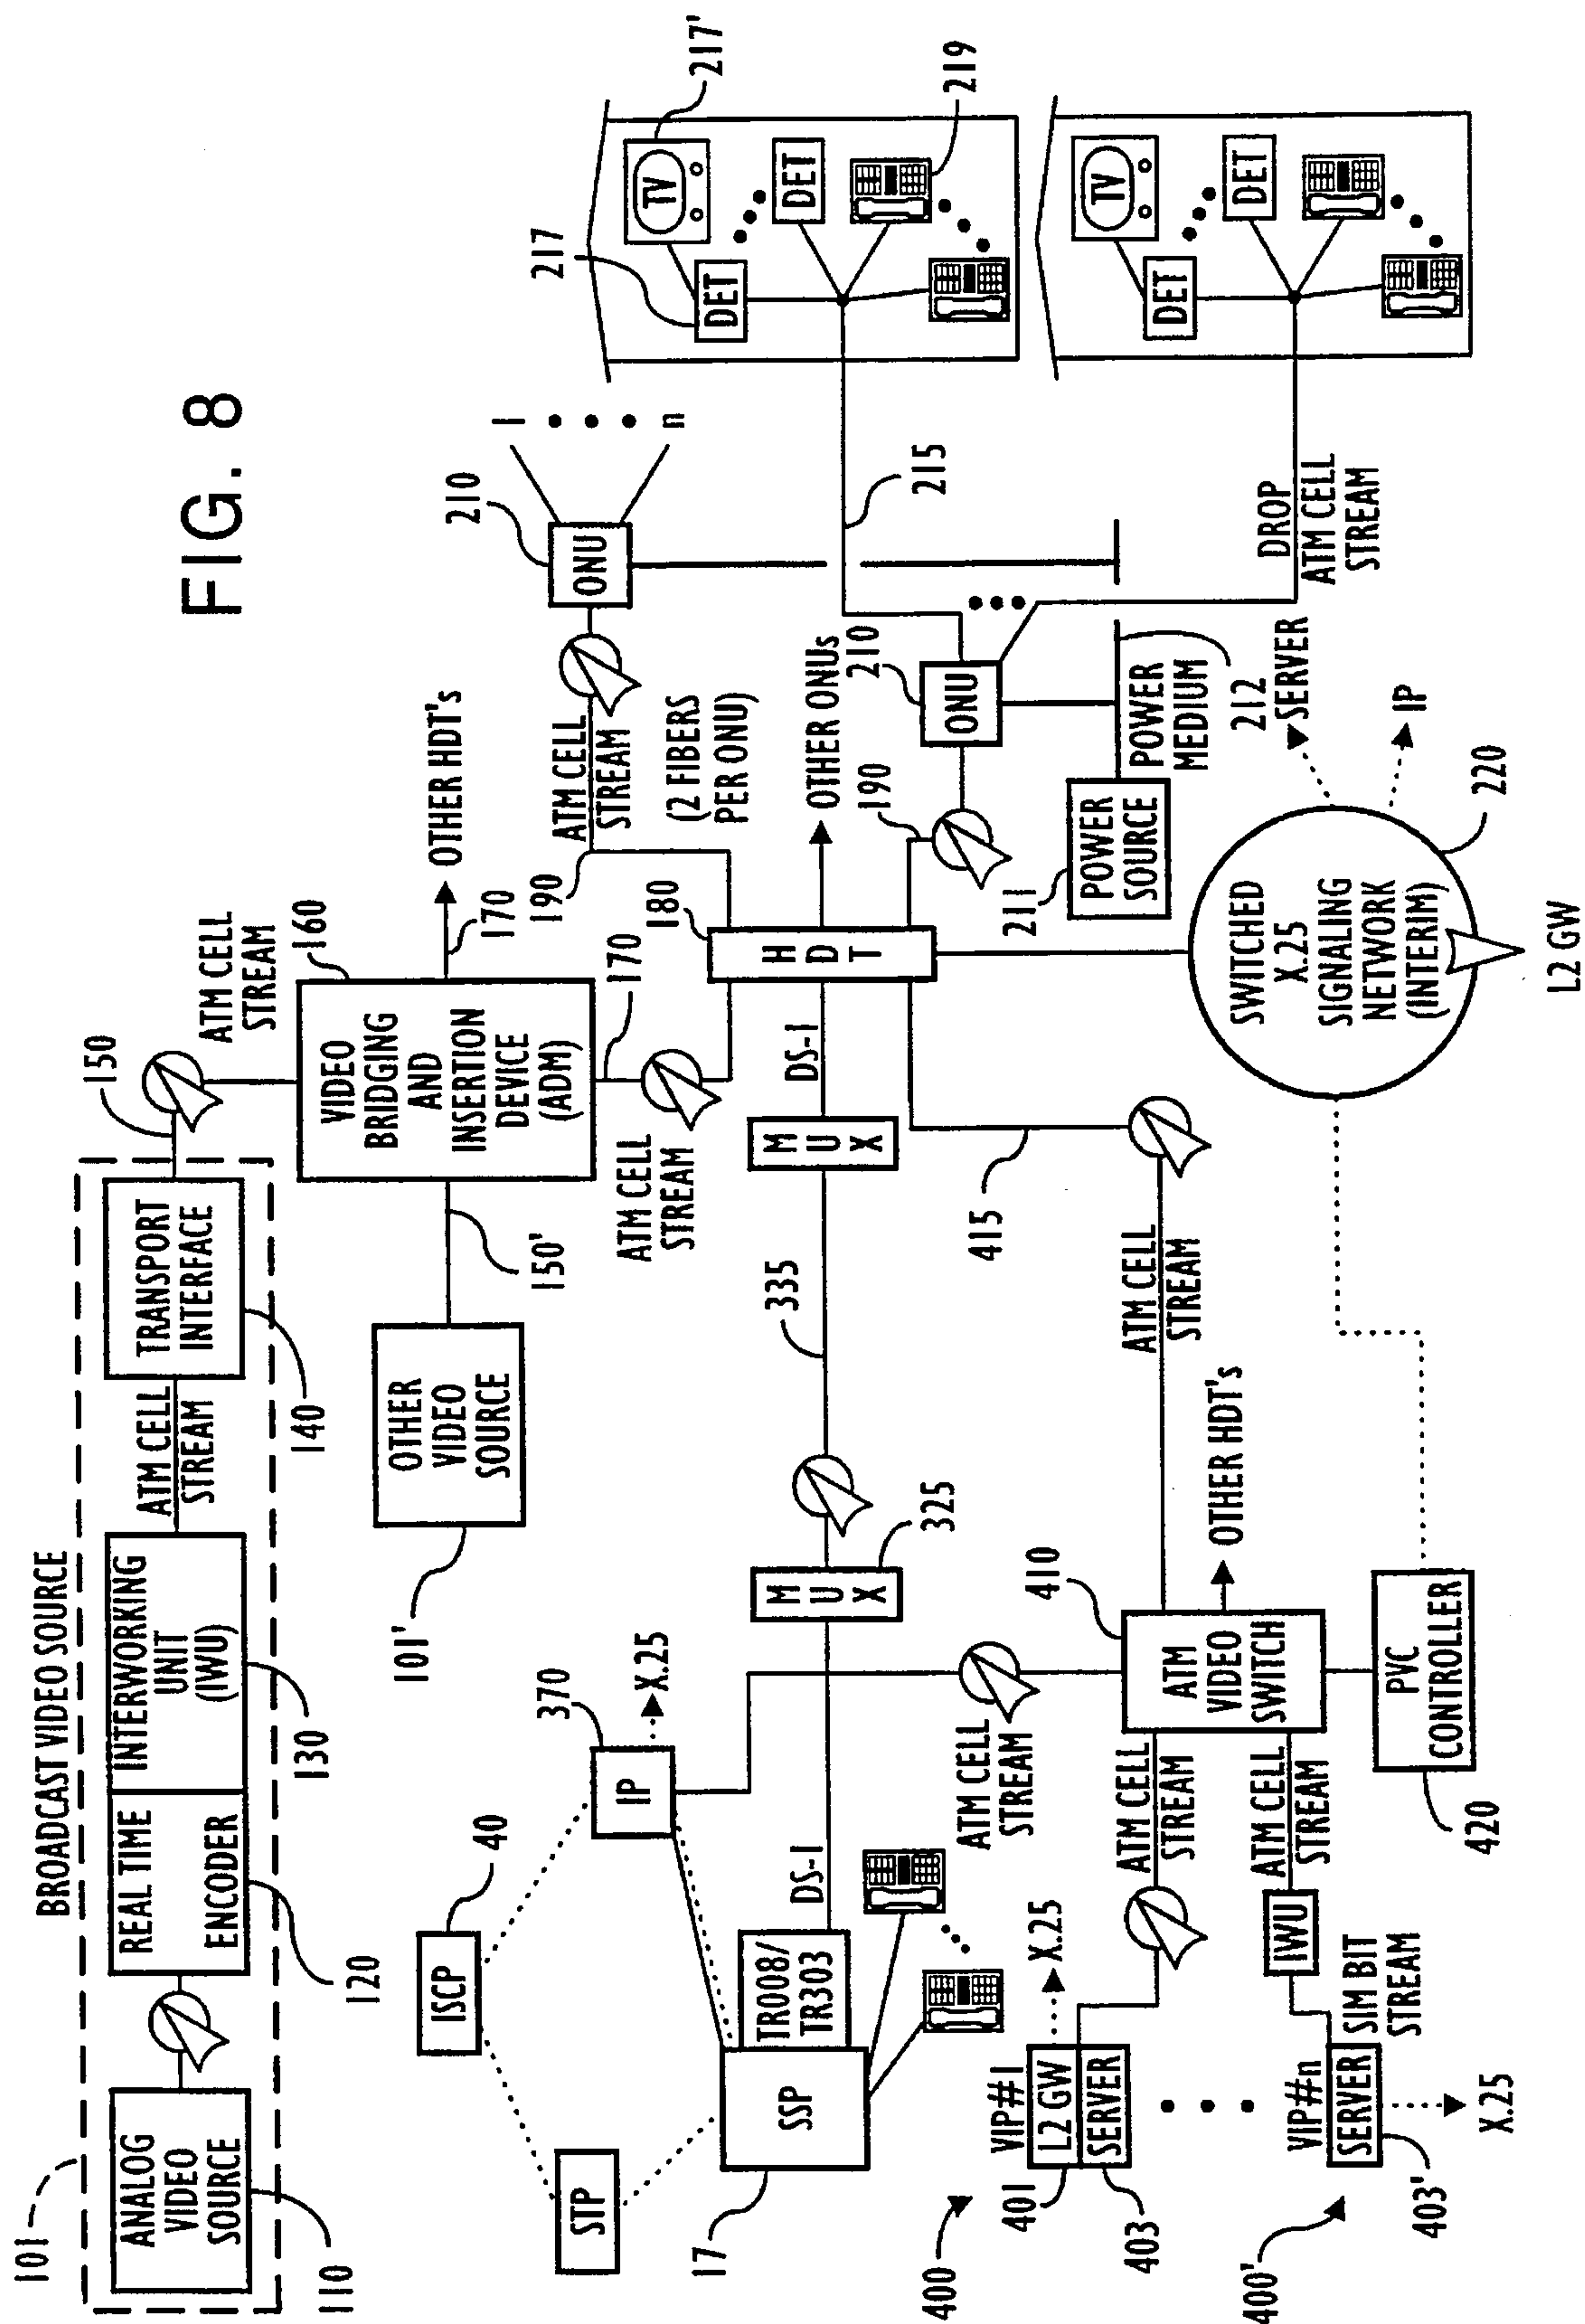 FIG. 8
101
BROADCAST VIDEO SOURCE
ANALOG
VIDEO
SOURCE
110
REAL TIME
ENCODER
120
INTERWORKING
UNIT
(IWU)
130
ATM CELL
STREAM
TRANSPORT
INTERFACE
140
150
ATM CELL
STREAM
OTHER
VIDEO
SOURCE
101'
150'
VIDEO
BRIDGING
AND
INSERTION
DEVICE
(ADM)
160
170
OTHER HDT's
170
ATM CELL
STREAM
190
ATM CELL
STREAM
(2 FIBERS
PER ONU)
ONU
210
1
n
217
217'
TV
DET
DET
219
215
STP
ISCP
40
IP
370
X.25
SSP
17
TR008/
TR303
DS-1
MUX
325
335
MUX
DS-1
HDT
180
OTHER ONUs
190
ONU
210
POWER
SOURCE
211
POWER
MEDIUM
212
DROP
ATM CELL
STREAM
TV
DET
DET
400
VIP#1
L2 GW
SERVER
401
403
X.25
ATM CELL
STREAM
ATM CELL
STREAM
400'
VIP#n
SERVER
403'
X.25
SIM BIT
STREAM
IWU
ATM CELL
STREAM
ATM
VIDEO
SWITCH
410
OTHER HDT's
PVC
CONTROLLER
420
ATM CELL
STREAM
415
SWITCHED
X.25
SIGNALING
NETWORK
(INTERIM)
220
SERVER
IP
L2 GW